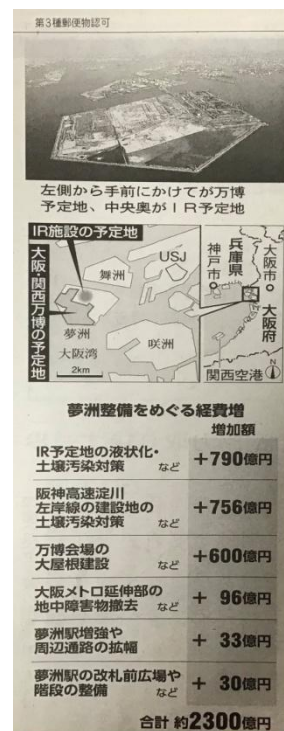 第3種郵便物認可
左側から手前にかけてが万博
予定地、中央奥がIR予定地
IR施設の予定地
大阪・関西万博の予定地
舞洲
USJ
夢洲
咲洲
大阪湾
2km
兵庫県
神戸市
大阪市
大阪府
関西空港
N
夢洲整備をめぐる経費増
増加額
IR予定地の液状化・
土壌汚染対策 など +790億円
阪神高速淀川
左岸線の建設地の
土壌汚染対策 など +756億円
万博会場の
大屋根建設 など +600億円
大阪メトロ延伸部の
地中障害物撤去 など + 96億円
夢洲駅増強や
周辺通路の拡幅 + 33億円
夢洲駅の改札前広場や
階段の整備 など + 30億円
合計 約2300億円